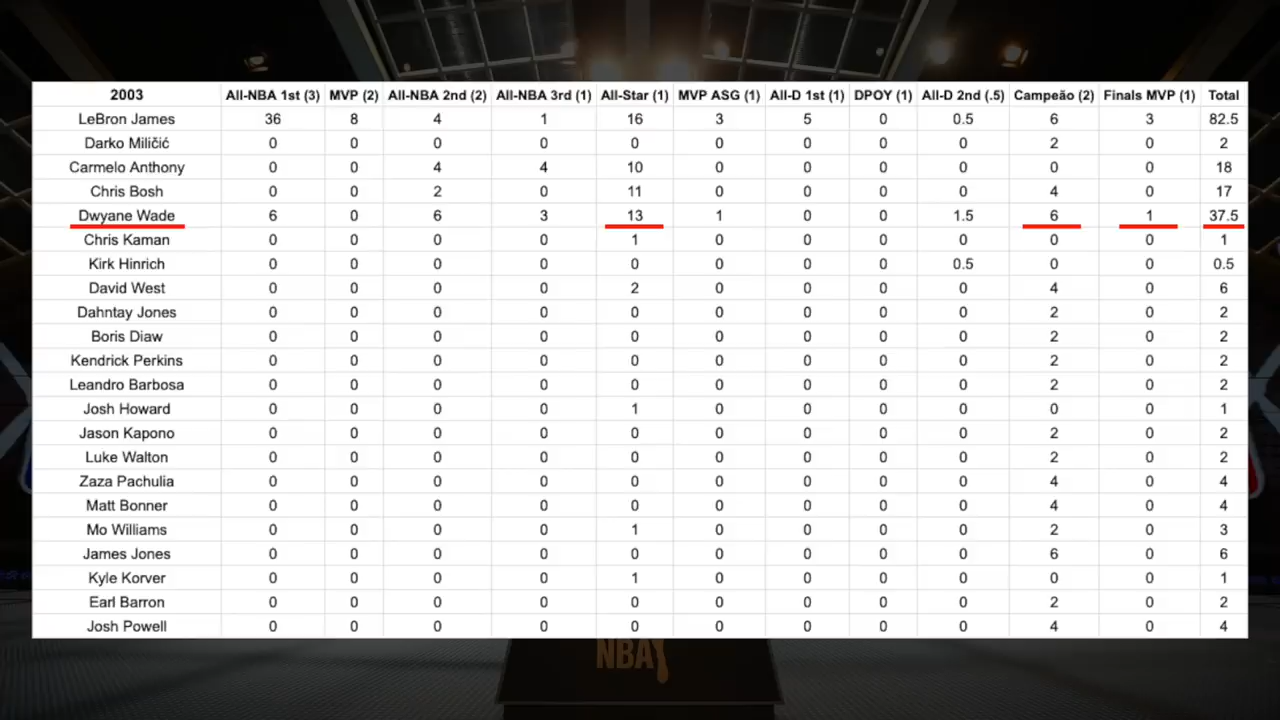 2003 All-NBA 1st (3) MVP (2) All-NBA 2nd (2) All-NBA 3rd (1) All-Star (1) MVP ASG (1) All-D 1st (1) DPOY (1) All-D 2nd (.5) Campeão (2) Finals MVP (1) Total
LeBron James 36 8 4 1 16 3 5 0 0.5 6 3 82.5
Darko Miličić 0 0 0 0 0 0 0 0 0 2 0 2
Carmelo Anthony 0 0 4 4 10 0 0 0 0 0 0 18
Chris Bosh 0 0 2 0 11 0 0 0 0 4 0 17
Dwyane Wade 6 0 6 3 13 1 0 0 1.5 6 1 37.5
Chris Kaman 0 0 0 0 1 0 0 0 0 0 0 1
Kirk Hinrich 0 0 0 0 0 0 0 0 0.5 0 0 0.5
David West 0 0 0 0 2 0 0 0 0 4 0 6
Dahntay Jones 0 0 0 0 0 0 0 0 0 2 0 2
Boris Diaw 0 0 0 0 0 0 0 0 0 2 0 2
Kendrick Perkins 0 0 0 0 0 0 0 0 0 2 0 2
Leandro Barbosa 0 0 0 0 0 0 0 0 0 2 0 2
Josh Howard 0 0 0 0 1 0 0 0 0 0 0 1
Jason Kapono 0 0 0 0 0 0 0 0 0 2 0 2
Luke Walton 0 0 0 0 0 0 0 0 0 2 0 2
Zaza Pachulia 0 0 0 0 0 0 0 0 0 4 0 4
Matt Bonner 0 0 0 0 0 0 0 0 0 4 0 4
Mo Williams 0 0 0 0 1 0 0 0 0 2 0 3
James Jones 0 0 0 0 0 0 0 0 0 6 0 6
Kyle Korver 0 0 0 0 1 0 0 0 0 0 0 1
Earl Barron 0 0 0 0 0 0 0 0 0 2 0 2
Josh Powell 0 0 0 0 0 0 0 0 0 4 0 4
NBA